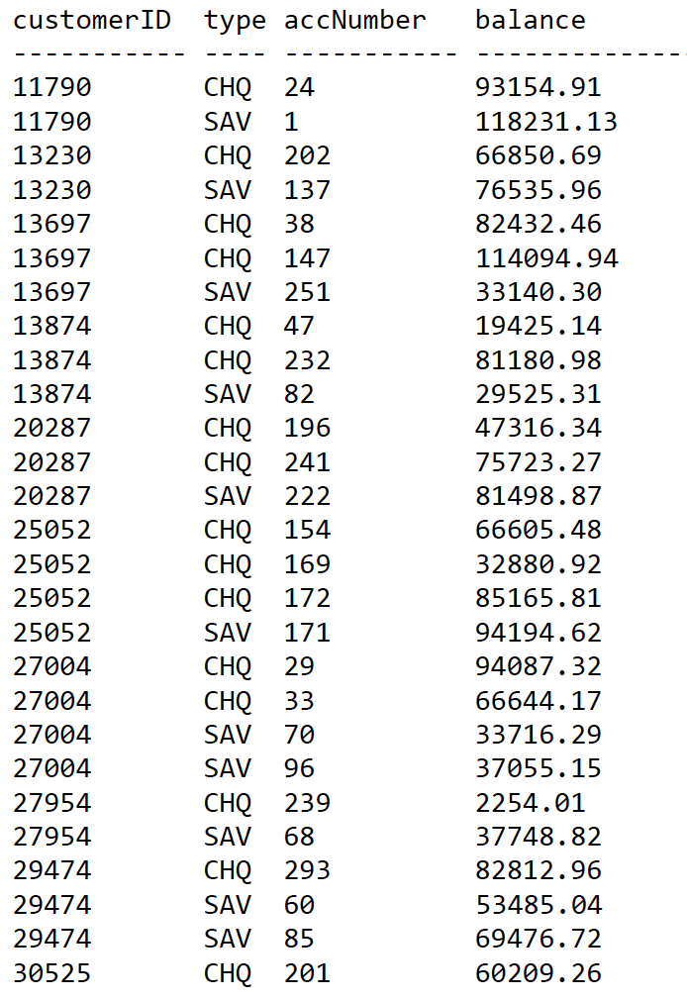 customerID type accNumber balance
----------- ---- ----------- --------------
11790 CHQ 24 93154.91
11790 SAV 1 118231.13
13230 CHQ 202 66850.69
13230 SAV 137 76535.96
13697 CHQ 38 82432.46
13697 CHQ 147 114094.94
13697 SAV 251 33140.30
13874 CHQ 47 19425.14
13874 CHQ 232 81180.98
13874 SAV 82 29525.31
20287 CHQ 196 47316.34
20287 CHQ 241 75723.27
20287 SAV 222 81498.87
25052 CHQ 154 66605.48
25052 CHQ 169 32880.92
25052 CHQ 172 85165.81
25052 SAV 171 94194.62
27004 CHQ 29 94087.32
27004 CHQ 33 66644.17
27004 SAV 70 33716.29
27004 SAV 96 37055.15
27954 CHQ 239 2254.01
27954 SAV 68 37748.82
29474 CHQ 293 82812.96
29474 SAV 60 53485.04
29474 SAV 85 69476.72
30525 CHQ 201 60209.26